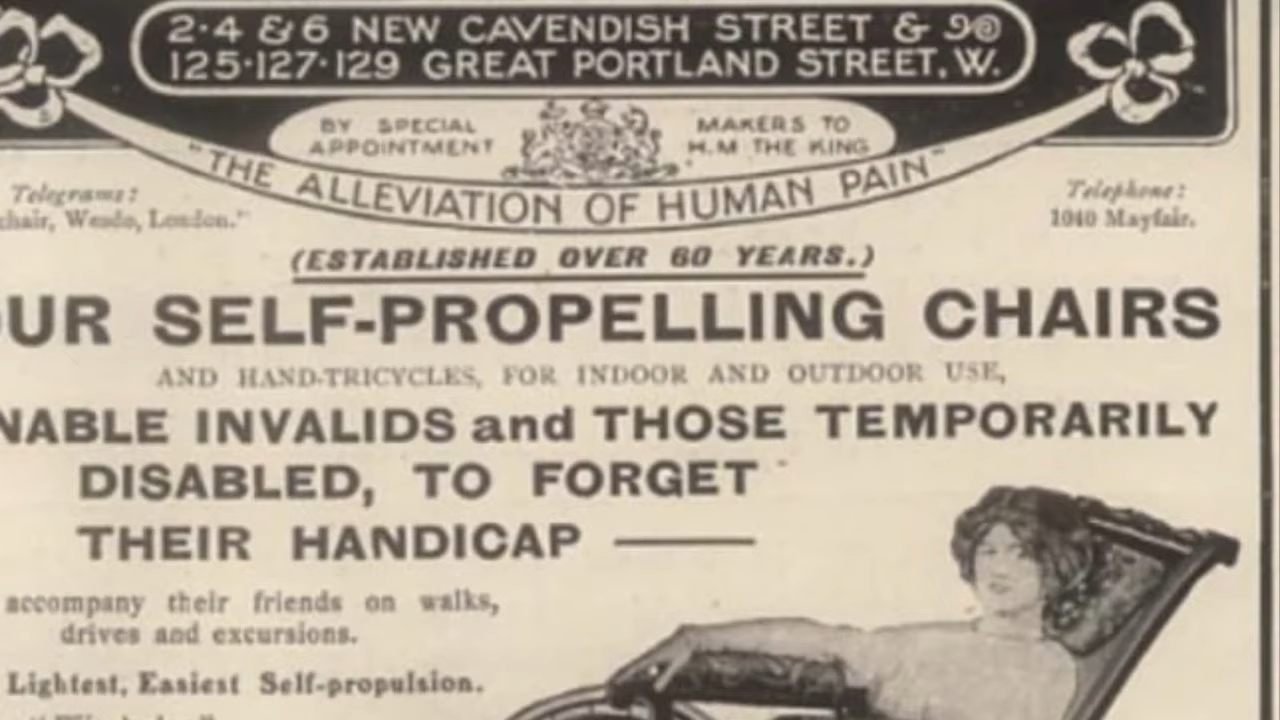 2·4 & 6 NEW CAVENDISH STREET &
125·127·129 GREAT PORTLAND STREET, W.
BY SPECIAL APPOINTMENT
MAKERS TO H.M THE KING
"THE ALLEVIATION OF HUMAN PAIN"
Telegrams:
chair, Wesdo, London."
Telephone:
1040 Mayfair.
(ESTABLISHED OVER 60 YEARS.)
OUR SELF-PROPELLING CHAIRS
AND HAND-TRICYCLES, FOR INDOOR AND OUTDOOR USE,
NABLE INVALIDS and THOSE TEMPORARILY
DISABLED, TO FORGET
THEIR HANDICAP —
accompany their friends on walks,
drives and excursions.
Lightest, Easiest Self-propulsion.